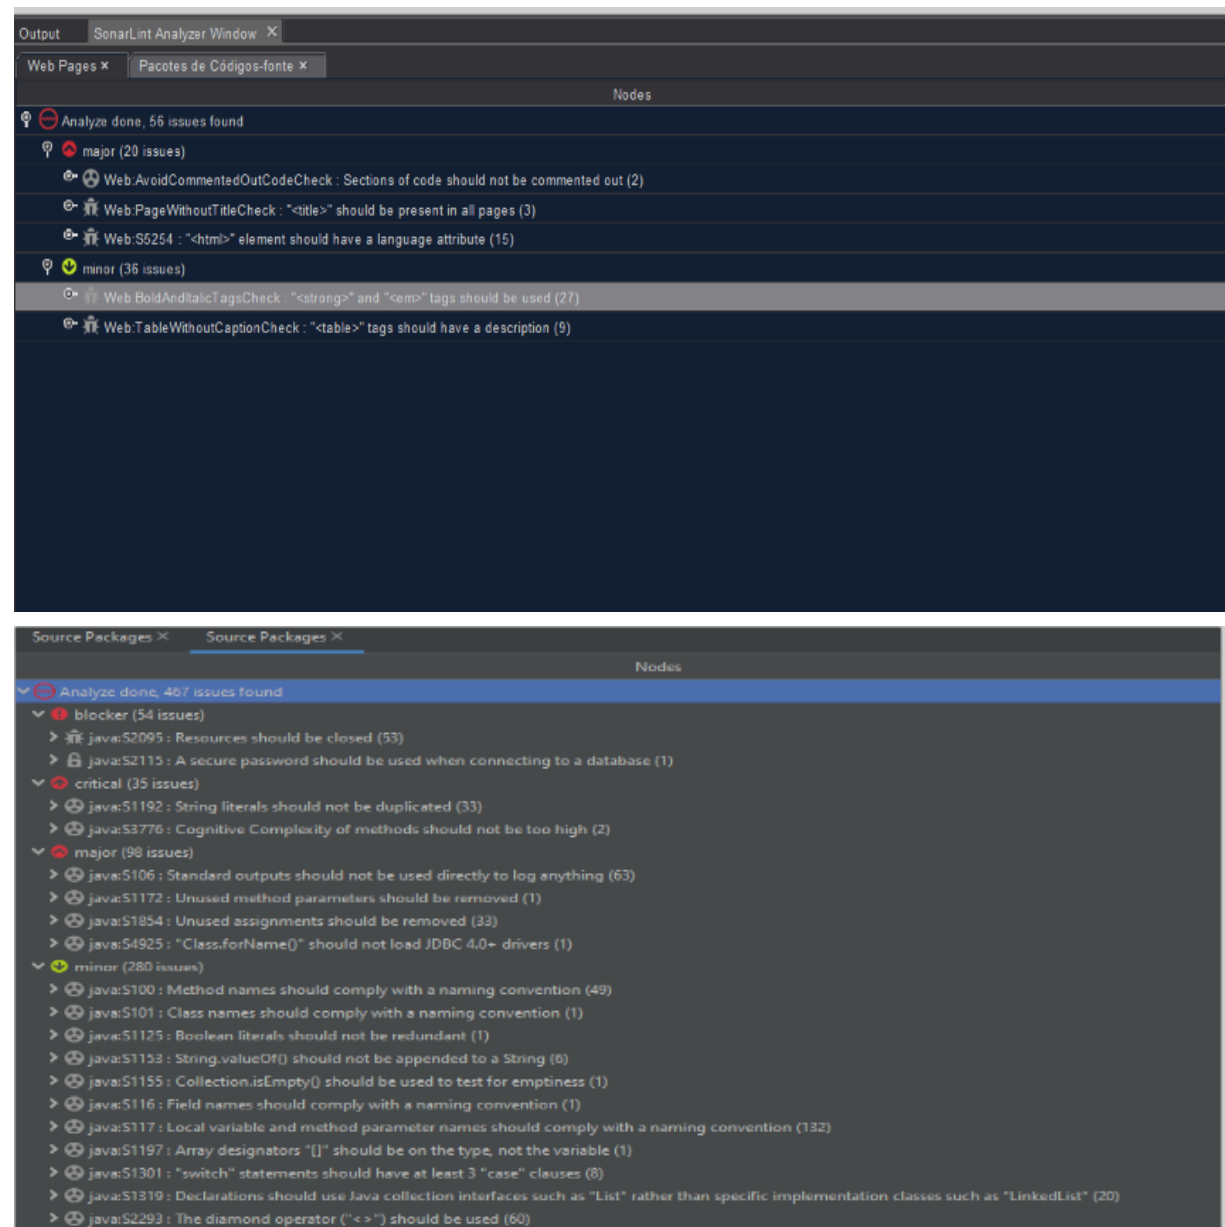 Output SonarLint Analyzer Window ×
Web Pages × Pacotes de Códigos-fonte ×
Nodes
Analyze done, 56 issues found
major (20 issues)
Web:AvoidCommentedOutCodeCheck : Sections of code should not be commented out (2)
Web:PageWithoutTitleCheck : "<title>" should be present in all pages (3)
Web:S5254 : "<html>" element should have a language attribute (15)
minor (36 issues)
Web:BoldAndItalicTagsCheck : "<strong>" and "<em>" tags should be used (27)
Web:TableWithoutCaptionCheck : "<table>" tags should have a description (9)
Source Packages × Source Packages ×
Nodes
Analyze done, 467 issues found
blocker (54 issues)
java:S2095 : Resources should be closed (53)
java:S2115 : A secure password should be used when connecting to a database (1)
critical (35 issues)
java:S1192 : String literals should not be duplicated (33)
java:S3776 : Cognitive Complexity of methods should not be too high (2)
major (98 issues)
java:S106 : Standard outputs should not be used directly to log anything (63)
java:S1172 : Unused method parameters should be removed (1)
java:S1854 : Unused assignments should be removed (33)
java:S4925 : "Class.forName()" should not load JDBC 4.0+ drivers (1)
minor (280 issues)
java:S100 : Method names should comply with a naming convention (49)
java:S101 : Class names should comply with a naming convention (1)
java:S1125 : Boolean literals should not be redundant (1)
java:S1153 : String.valueOf() should not be appended to a String (6)
java:S1155 : Collection.isEmpty() should be used to test for emptiness (1)
java:S116 : Field names should comply with a naming convention (1)
java:S117 : Local variable and method parameter names should comply with a naming convention (132)
java:S1197 : Array designators "[]" should be on the type, not the variable (1)
java:S1301 : "switch" statements should have at least 3 "case" clauses (8)
java:S1319 : Declarations should use Java collection interfaces such as "List" rather than specific implementation classes such as "LinkedList" (20)
java:S2293 : The diamond operator ("<>") should be used (60)